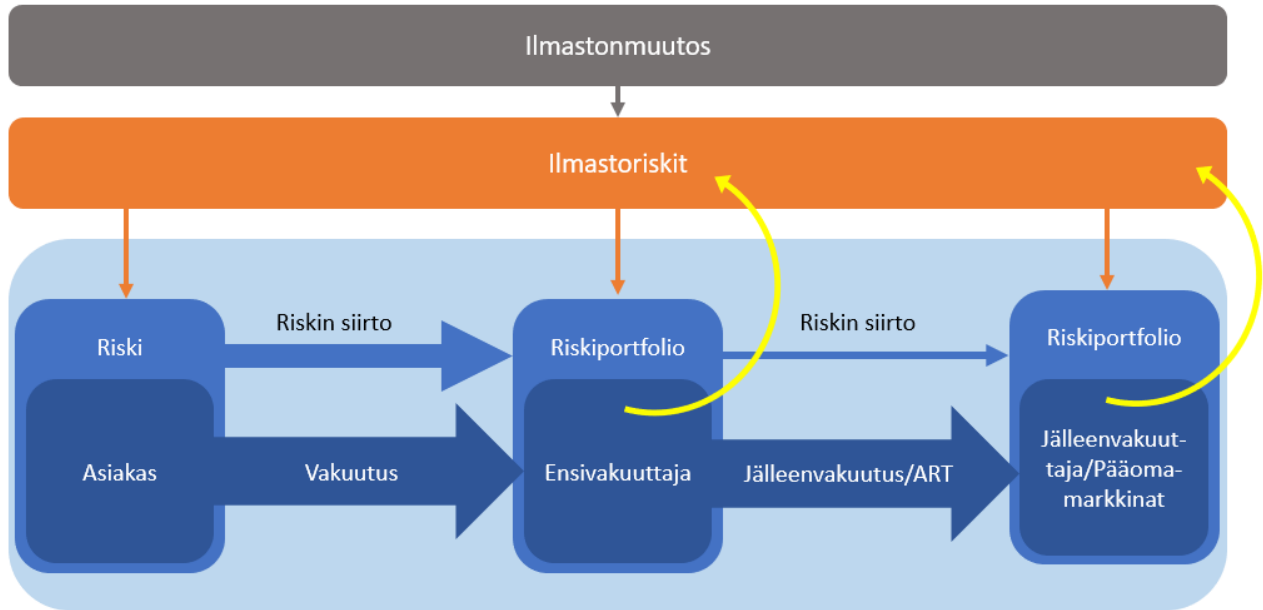 Ilmastonmuutos
Ilmastoriskit
Riskin siirto
Riskin siirto
Riski
Riskiportfolio
Riskiportfolio
Asiakas
Vakuutus
Ensivakuuttaja
Jälleenvakuutus/ART
Jälleenvakuut-
taja/Pääoma-
markkinat